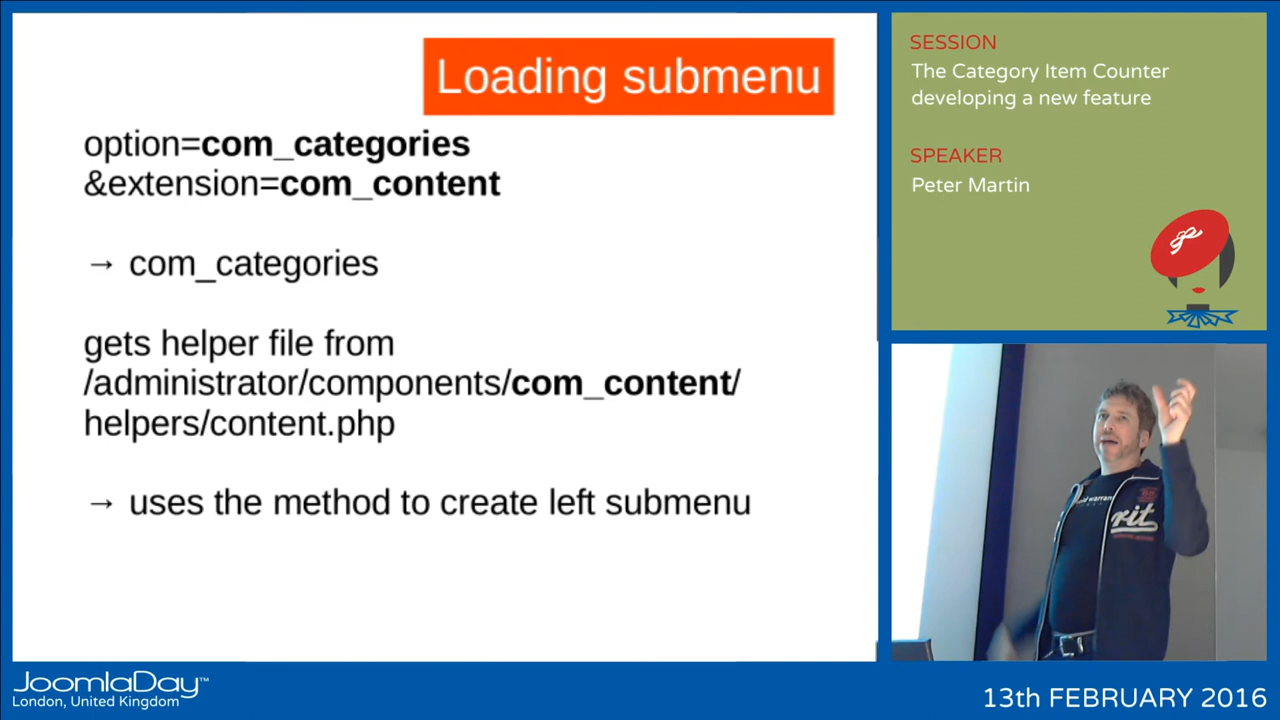 Loading submenu
option=com_categories
&extension=com_content
→ com_categories
gets helper file from
/administrator/components/com_content/
helpers/content.php
→ uses the method to create left submenu
SESSION
The Category Item Counter
developing a new feature
SPEAKER
Peter Martin
rit
JoomlaDay™
London, United Kingdom
13th FEBRUARY 2016